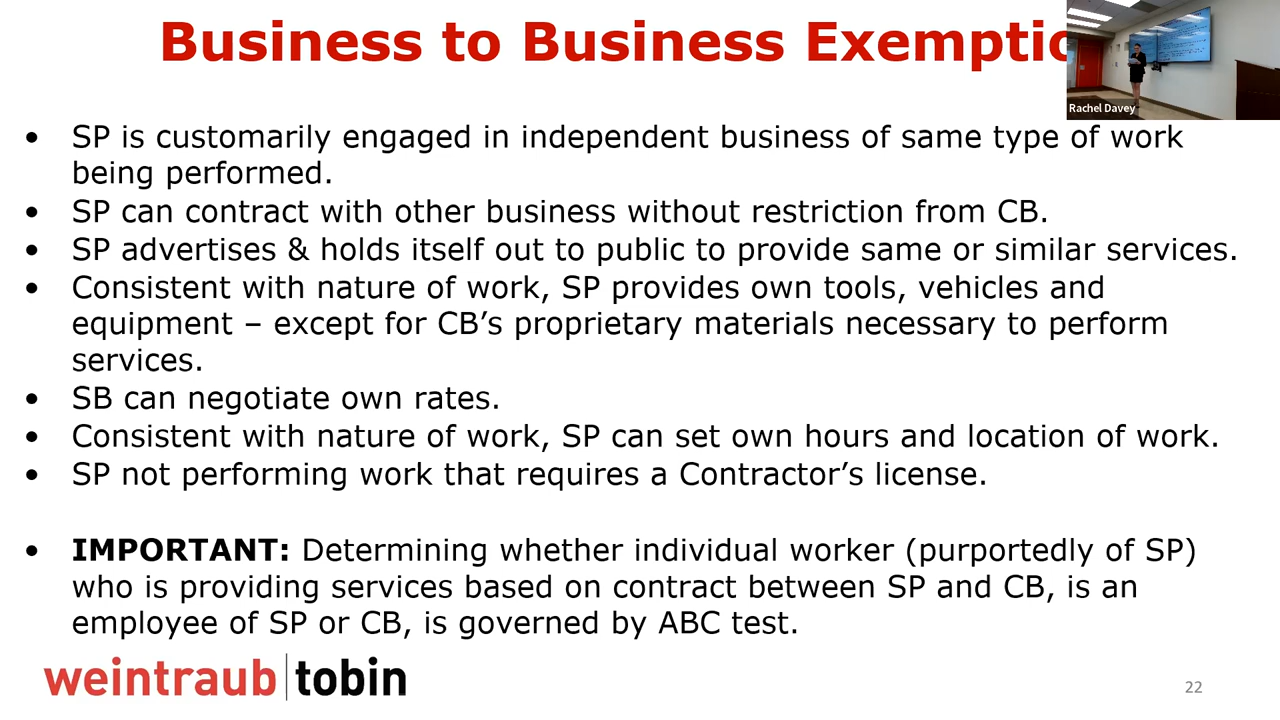 Business to Business Exemptio
Rachel Davey
• SP is customarily engaged in independent business of same type of work
being performed.
• SP can contract with other business without restriction from CB.
• SP advertises & holds itself out to public to provide same or similar services.
• Consistent with nature of work, SP provides own tools, vehicles and
equipment – except for CB’s proprietary materials necessary to perform
services.
• SB can negotiate own rates.
• Consistent with nature of work, SP can set own hours and location of work.
• SP not performing work that requires a Contractor’s license.
• IMPORTANT: Determining whether individual worker (purportedly of SP)
who is providing services based on contract between SP and CB, is an
employee of SP or CB, is governed by ABC test.
weintraub|tobin
22